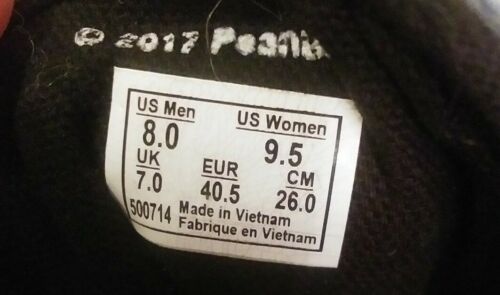 © 2017 Peanu
US Men US Women
8.0 9.5
UK EUR CM
7.0 40.5 26.0
500714 Made in Vietnam
Fabrique en Vietnam